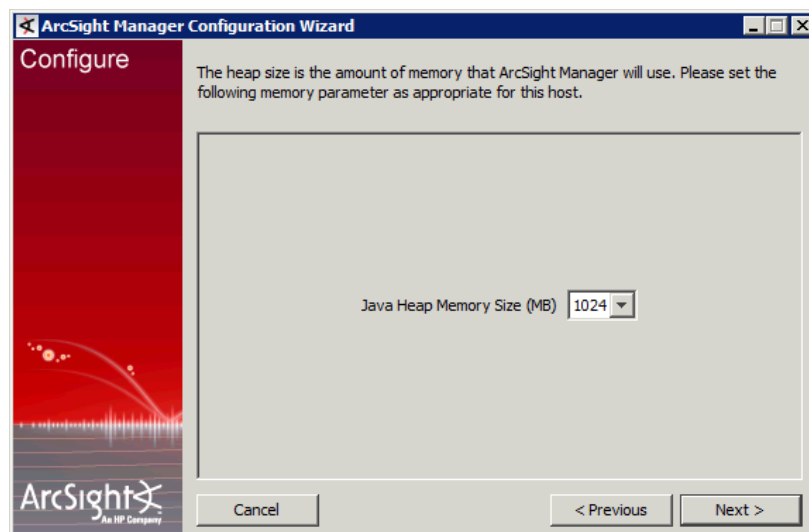 ArcSight Manager Configuration Wizard
Configure
The heap size is the amount of memory that ArcSight Manager will use. Please set the
following memory parameter as appropriate for this host.
Java Heap Memory Size (MB) 1024
ArcSight
An HP Company
Cancel < Previous Next >